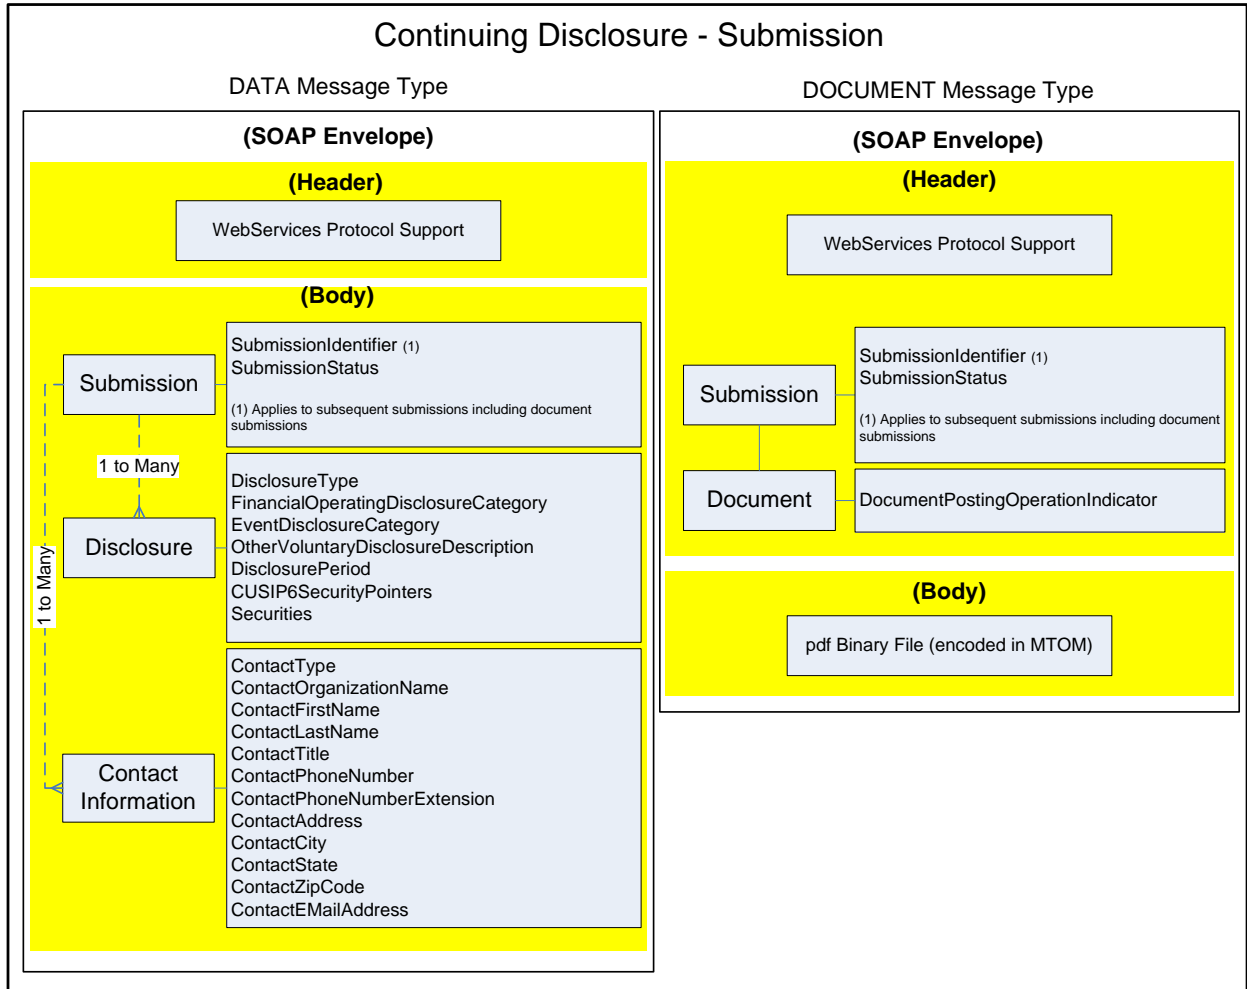 Continuing Disclosure - Submission
DATA Message Type
(SOAP Envelope)
(Header)
WebServices Protocol Support
(Body)
Submission
SubmissionIdentifier (1)
SubmissionStatus
(1) Applies to subsequent submissions including document
submissions
1 to Many
1 to Many
Disclosure
DisclosureType
FinancialOperatingDisclosureCategory
EventDisclosureCategory
OtherVoluntaryDisclosureDescription
DisclosurePeriod
CUSIP6SecurityPointers
Securities
Contact
Information
ContactType
ContactOrganizationName
ContactFirstName
ContactLastName
ContactTitle
ContactPhoneNumber
ContactPhoneNumberExtension
ContactAddress
ContactCity
ContactState
ContactZipCode
ContactEMailAddress
DOCUMENT Message Type
(SOAP Envelope)
(Header)
WebServices Protocol Support
Submission
SubmissionIdentifier (1)
SubmissionStatus
(1) Applies to subsequent submissions including document
submissions
Document
DocumentPostingOperationIndicator
(Body)
pdf Binary File (encoded in MTOM)